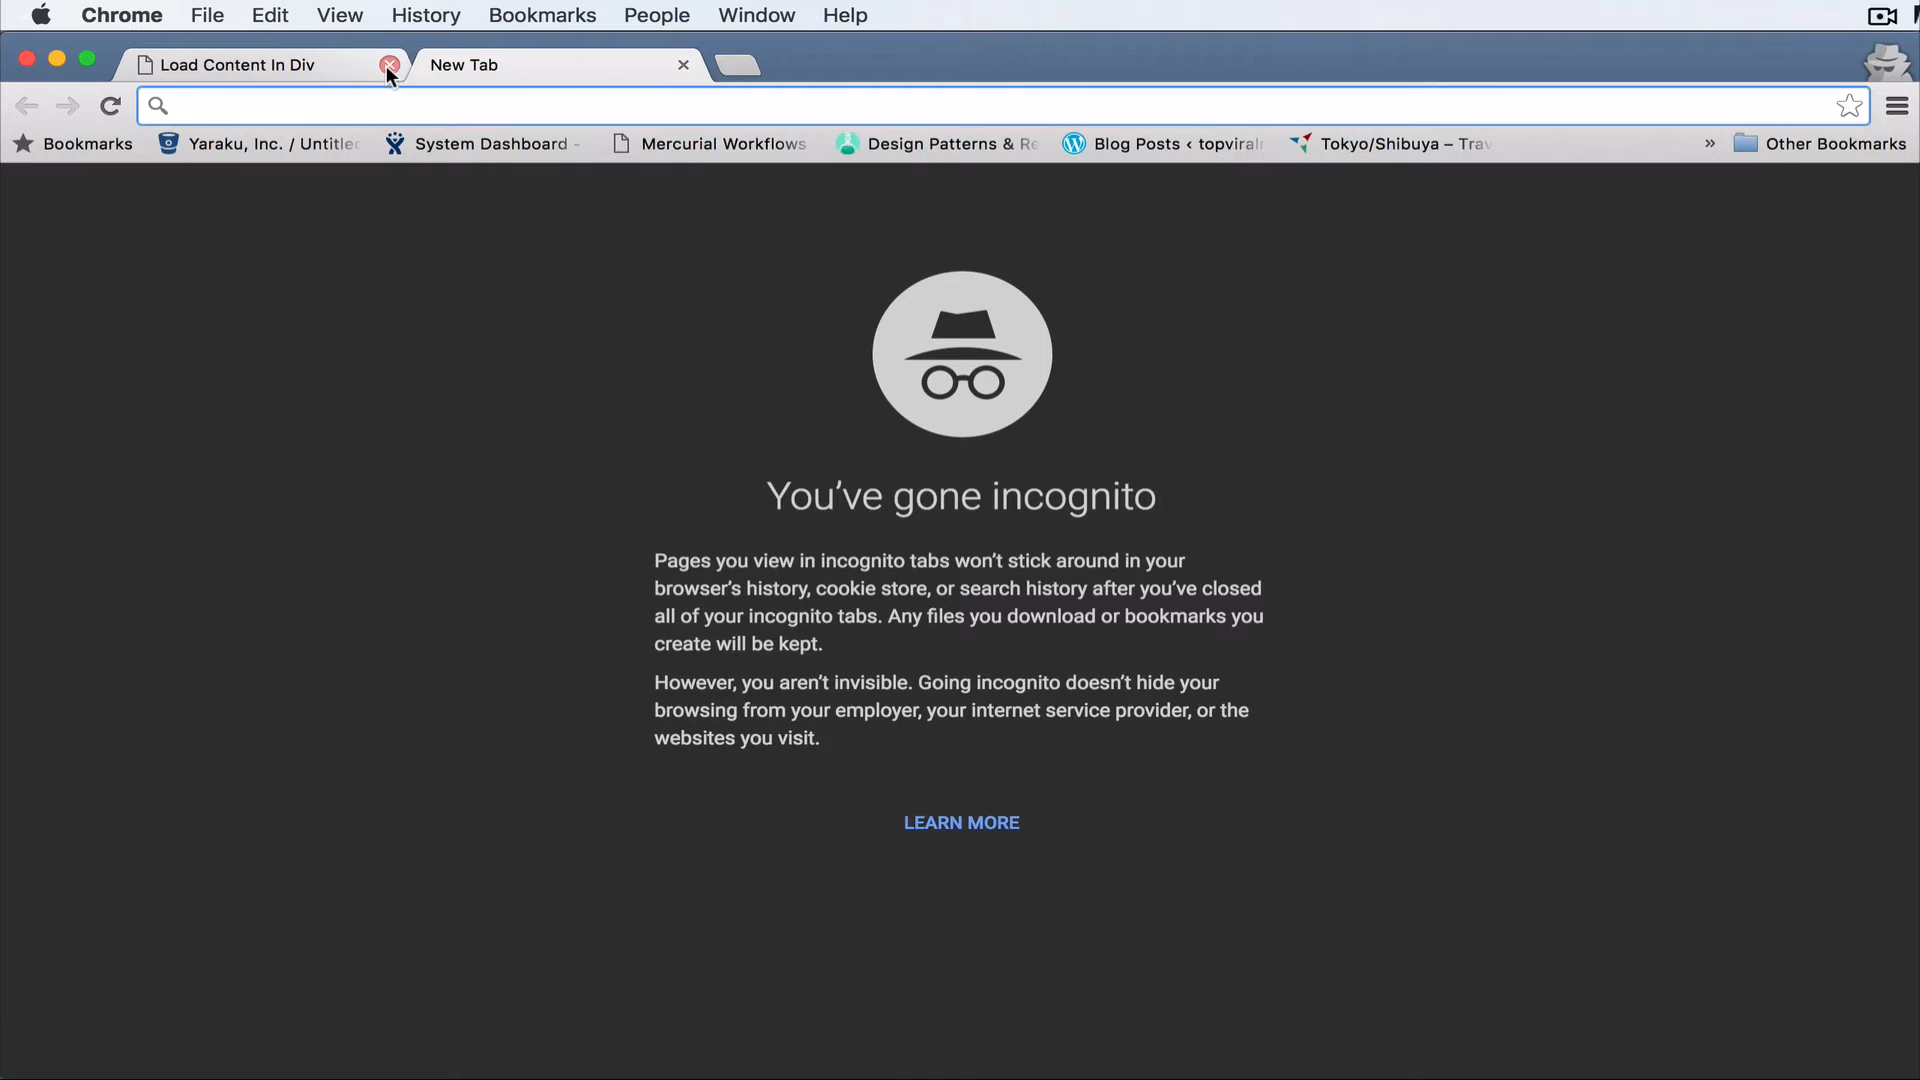 Chrome File Edit View History Bookmarks People Window Help
Load Content In Div New Tab
Bookmarks Yaraku, Inc. / Untitle System Dashboard - Mercurial Workflows Design Patterns & Re Blog Posts ‹ topviral Tokyo/Shibuya – Trav » Other Bookmarks
You've gone incognito
Pages you view in incognito tabs won't stick around in your
browser's history, cookie store, or search history after you've closed
all of your incognito tabs. Any files you download or bookmarks you
create will be kept.
However, you aren't invisible. Going incognito doesn't hide your
browsing from your employer, your internet service provider, or the
websites you visit.
LEARN MORE